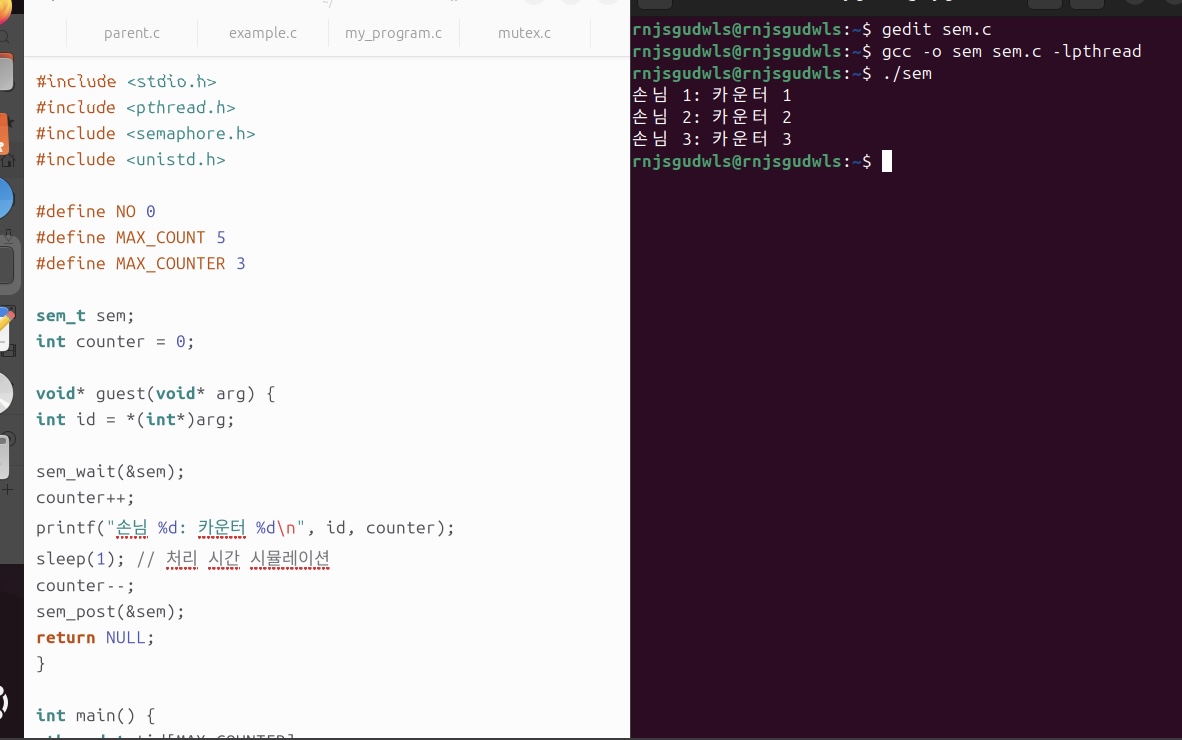 parent.c example.c my_program.c mutex.c
#include <stdio.h>
#include <pthread.h>
#include <semaphore.h>
#include <unistd.h>
#define NO 0
#define MAX_COUNT 5
#define MAX_COUNTER 3
sem_t sem;
int counter = 0;
void* guest(void* arg) {
int id = *(int*)arg;
sem_wait(&sem);
counter++;
printf("손님 %d: 카운터 %d\n", id, counter);
sleep(1); // 처리 시간 시뮬레이션
counter--;
sem_post(&sem);
return NULL;
}
int main() {
rnjsgudwls@rnjsgudwls:~$ gedit sem.c
rnjsgudwls@rnjsgudwls:~$ gcc -o sem sem.c -lpthread
rnjsgudwls@rnjsgudwls:~$ ./sem
손님 1: 카운터 1
손님 2: 카운터 2
손님 3: 카운터 3
rnjsgudwls@rnjsgudwls:~$